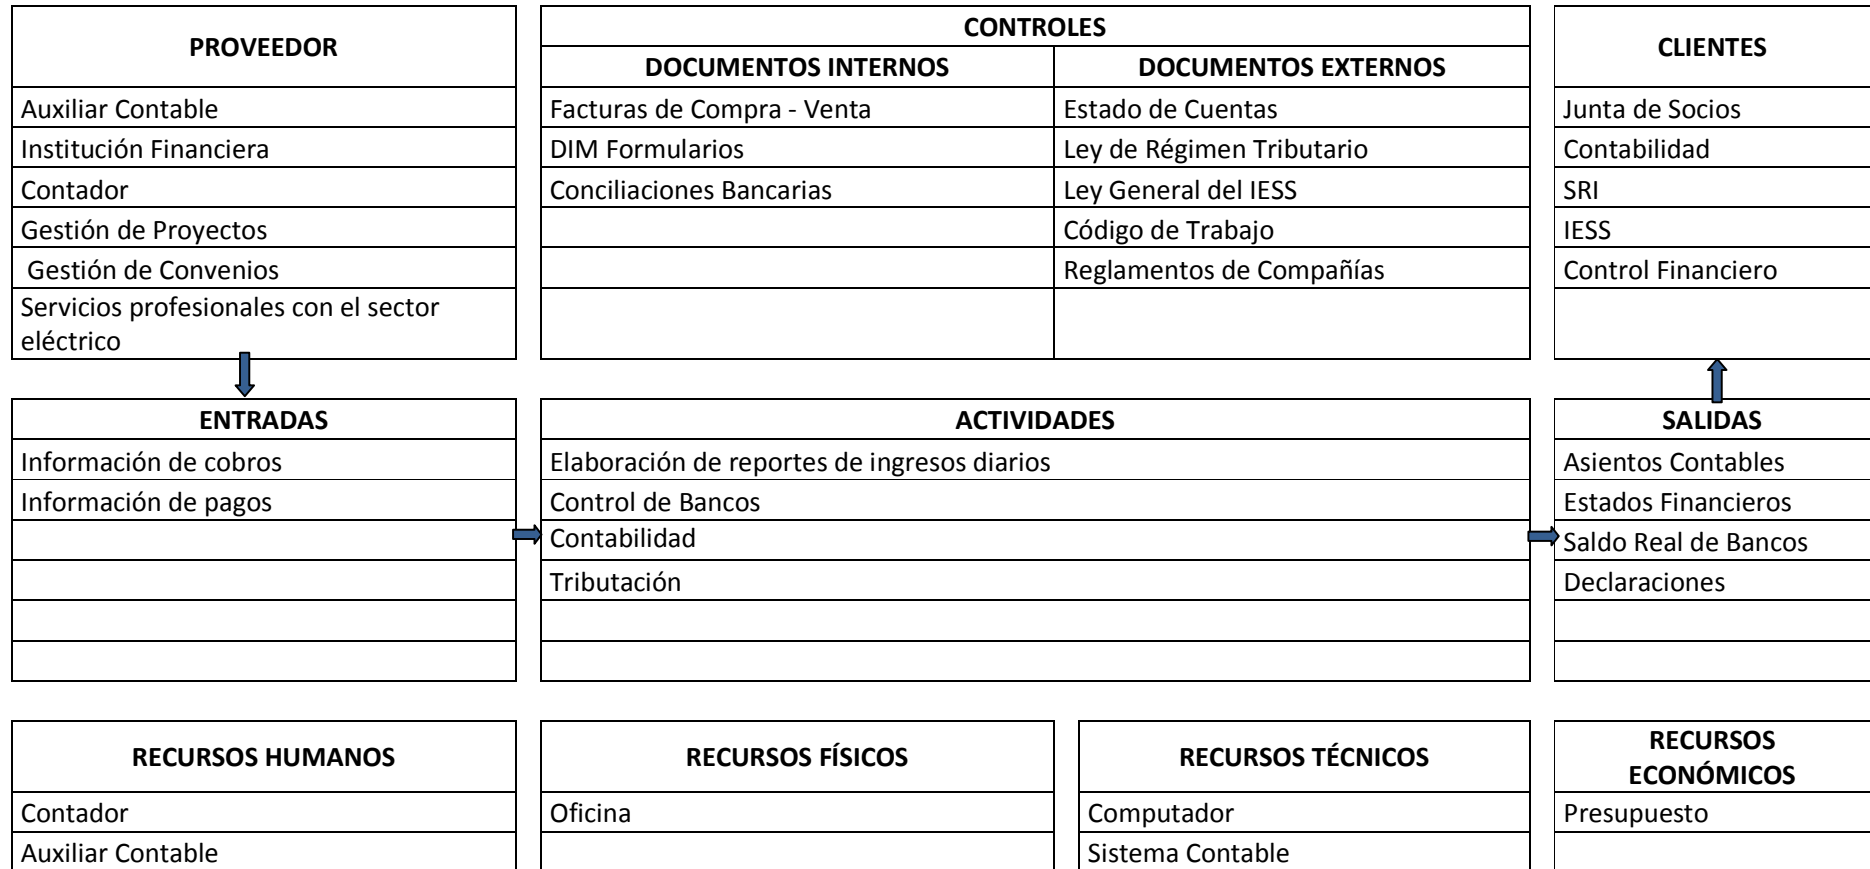 PROVEEDOR
CONTROLES
CLIENTES
DOCUMENTOS INTERNOS
DOCUMENTOS EXTERNOS
Auxiliar Contable
Facturas de Compra - Venta
Estado de Cuentas
Junta de Socios
Institución Financiera
DIM Formularios
Ley de Régimen Tributario
Contabilidad
Contador
Conciliaciones Bancarias
Ley General del IESS
SRI
Gestión de Proyectos
Código de Trabajo
IESS
Gestión de Convenios
Reglamentos de Compañías
Control Financiero
Servicios profesionales con el sector
eléctrico
ENTRADAS
ACTIVIDADES
SALIDAS
Información de cobros
Elaboración de reportes de ingresos diarios
Asientos Contables
Información de pagos
Control de Bancos
Estados Financieros
Contabilidad
Saldo Real de Bancos
Tributación
Declaraciones
RECURSOS HUMANOS
RECURSOS FÍSICOS
RECURSOS TÉCNICOS
RECURSOS
ECONÓMICOS
Contador
Oficina
Computador
Presupuesto
Auxiliar Contable
Sistema Contable